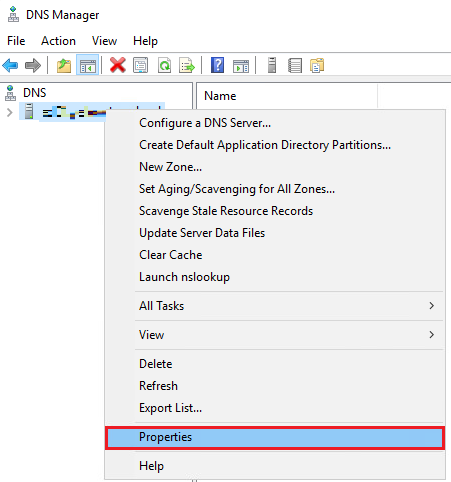 DNS Manager
File Action View Help
DNS
Name
Configure a DNS Server...
Create Default Application Directory Partitions...
New Zone...
Set Aging/Scavenging for All Zones...
Scavenge Stale Resource Records
Update Server Data Files
Clear Cache
Launch nslookup
All Tasks
View
Delete
Refresh
Export List...
Properties
Help